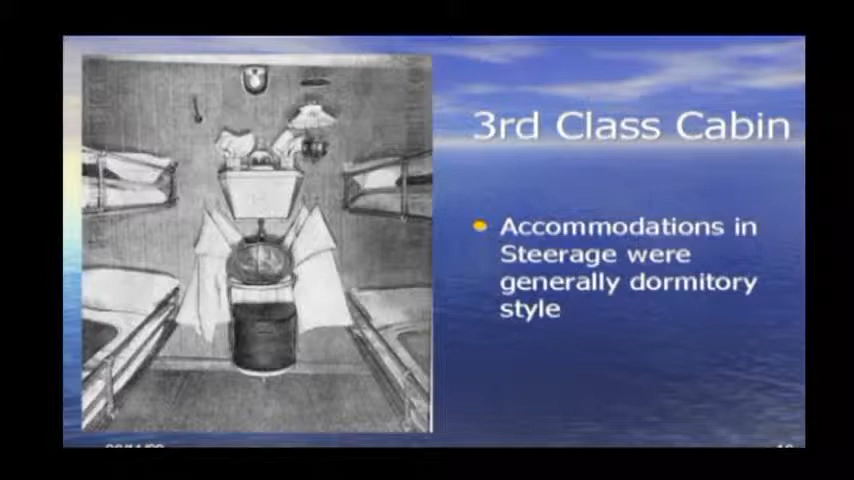 3rd Class Cabin
Accommodations in
Steerage were
generally dormitory
style